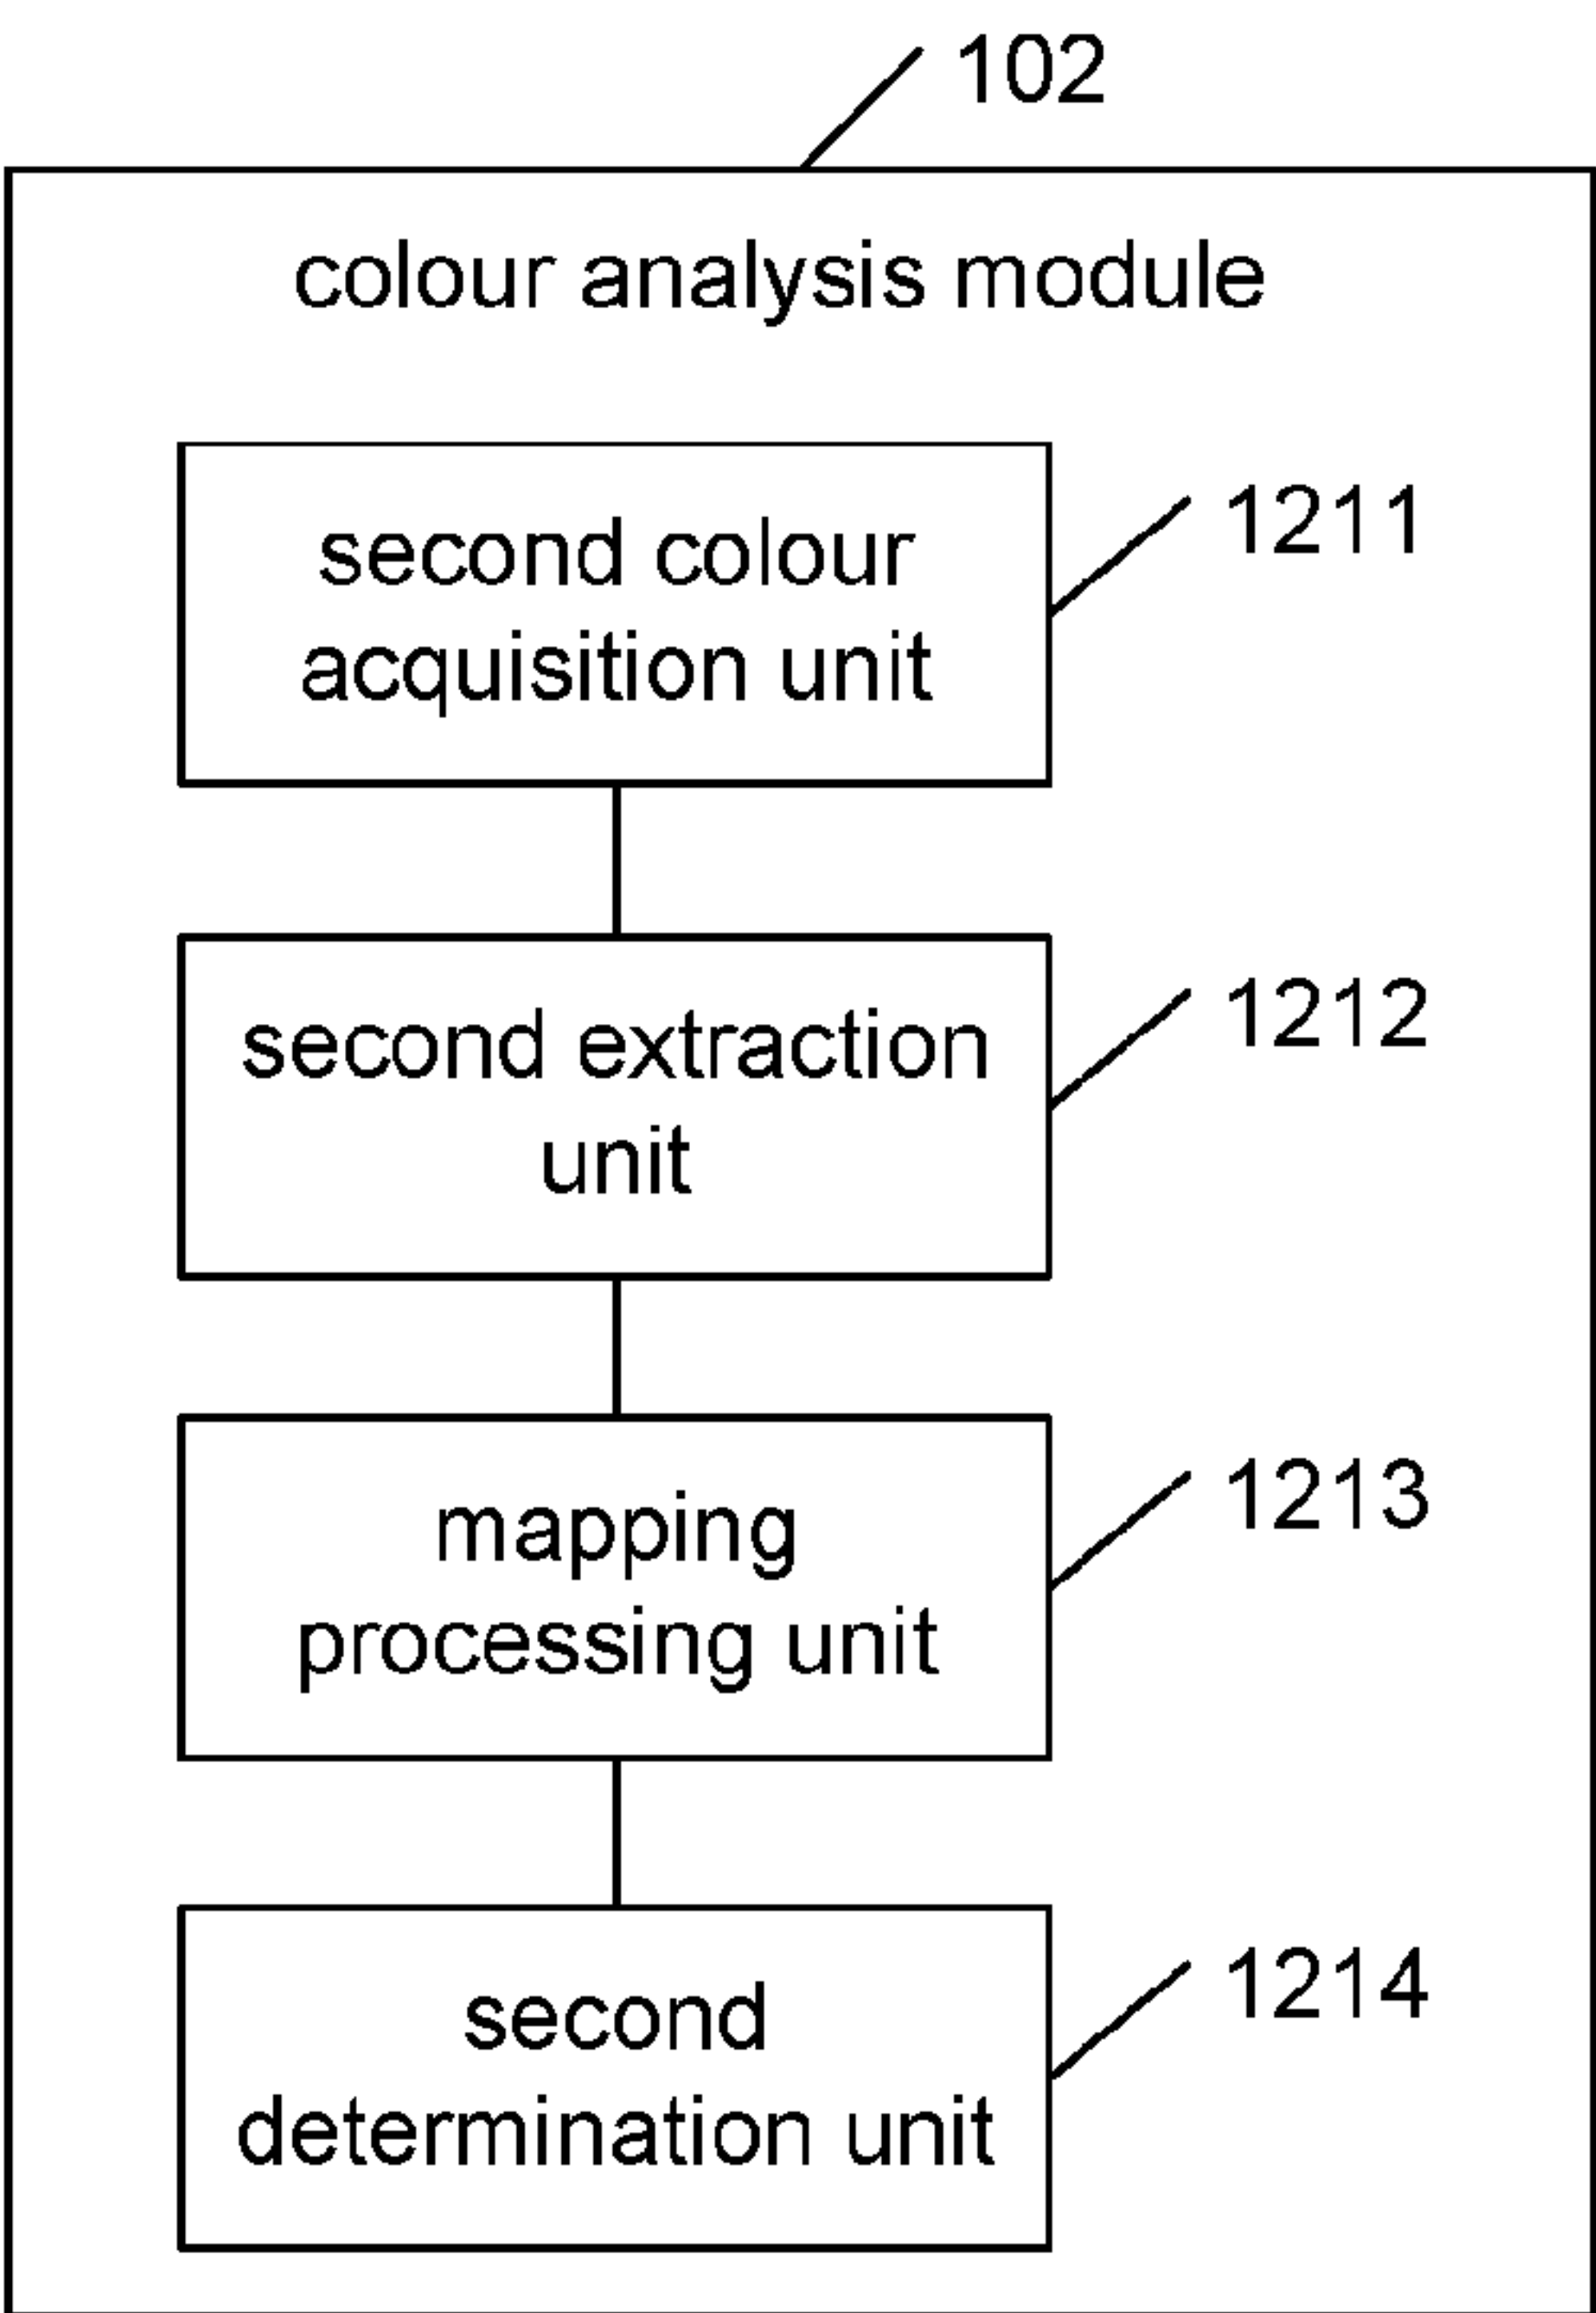 102
colour analysis module
second colour
acquisition unit
1211
second extraction
unit
1212
mapping
processing unit
1213
second
determination unit
1214